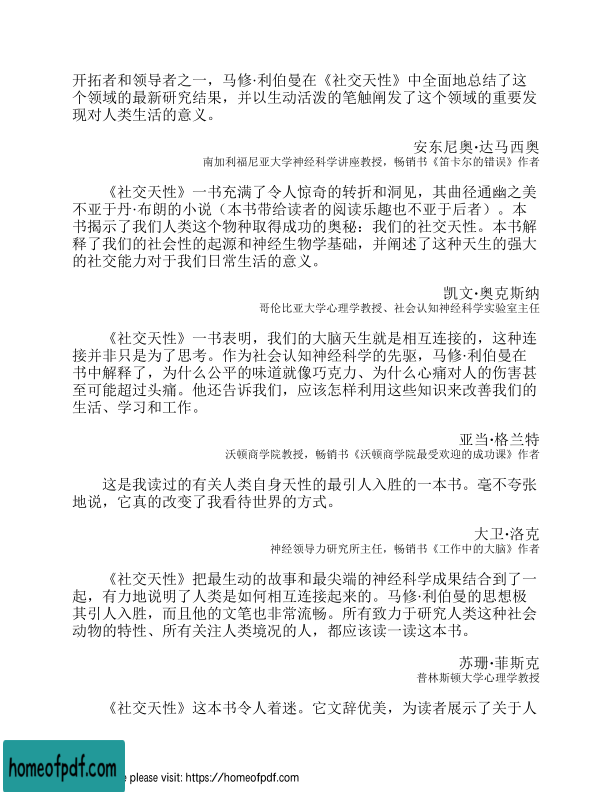 开拓者和领导者之一，马修·利伯曼在《社交天性》中全面地总结了这
个领域的最新研究结果，并以生动活泼的笔触阐发了这个领域的重要发
现对人类生活的意义。
安东尼奥·达马西奥
南加利福尼亚大学神经科学讲座教授，畅销书《笛卡尔的错误》作者
《社交天性》一书充满了令人惊奇的转折和洞见，其曲径通幽之美
不亚于丹·布朗的小说（本书带给读者的阅读乐趣也不亚于后者）。本
书揭示了我们人类这个物种取得成功的奥秘：我们的社交天性。本书解
释了我们的社会性的起源和神经生物学基础，并阐述了这种天生的强大
的社交能力对于我们日常生活的意义。
凯文·奥克斯纳
哥伦比亚大学心理学教授、社会认知神经科学实验室主任
《社交天性》一书表明，我们的大脑天生就是相互连接的，这种连
接并非只是为了思考。作为社会认知神经科学的先驱，马修·利伯曼在
书中解释了，为什么公平的味道就像巧克力、为什么心痛对人的伤害甚
至可能超过头痛。他还告诉我们，应该怎样利用这些知识来改善我们的
生活、学习和工作。
亚当·格兰特
沃顿商学院教授，畅销书《沃顿商学院最受欢迎的成功课》作者
这是我读过的有关人类自身天性的最引人入胜的一本书。毫不夸张
地说，它真的改变了我看待世界的方式。
大卫·洛克
神经领导力研究所主任，畅销书《工作中的大脑》作者
《社交天性》把最生动的故事和最尖端的神经科学成果结合到了一
起，有力地说明了人类是如何相互连接起来的。马修·利伯曼的思想极
其引人入胜，而且他的文笔也非常流畅。所有致力于研究人类这种社会
动物的特性、所有关注人类境况的人，都应该读一读这本书。
苏珊·菲斯克
普林斯顿大学心理学教授
《社交天性》这本书令人着迷。它文辞优美，为读者展示了关于人
homeofpdf.com
e please visit: https://homeofpdf.com